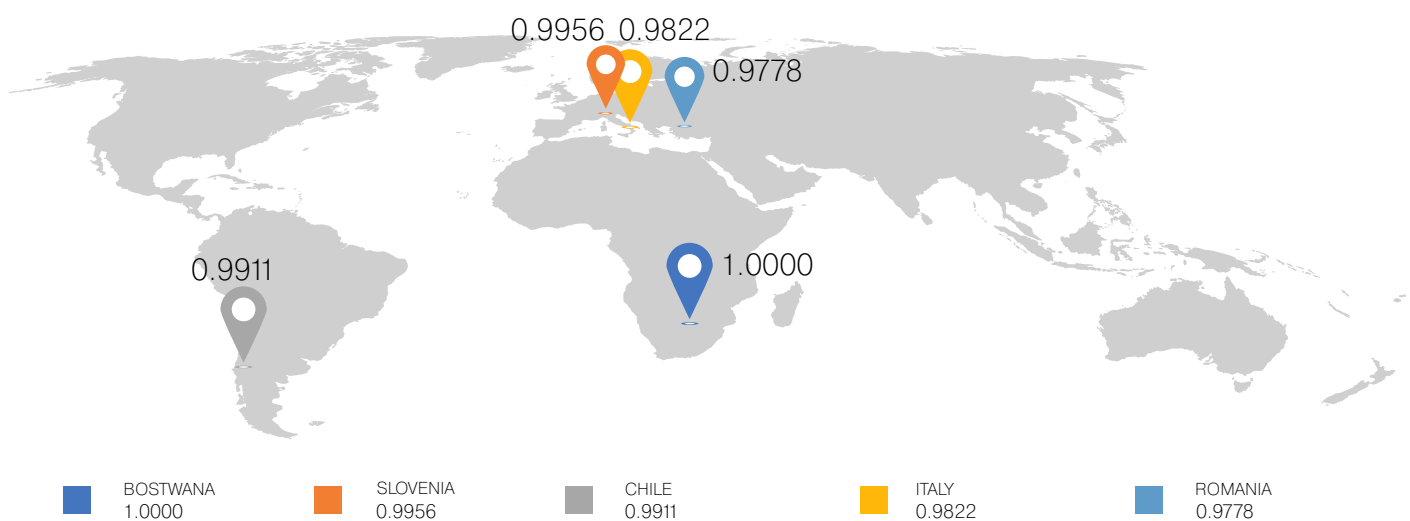 0.9956 0.9822
0.9778
0.9911
1.0000
BOSTWANA
1.0000
SLOVENIA
0.9956
CHILE
0.9911
ITALY
0.9822
ROMANIA
0.9778